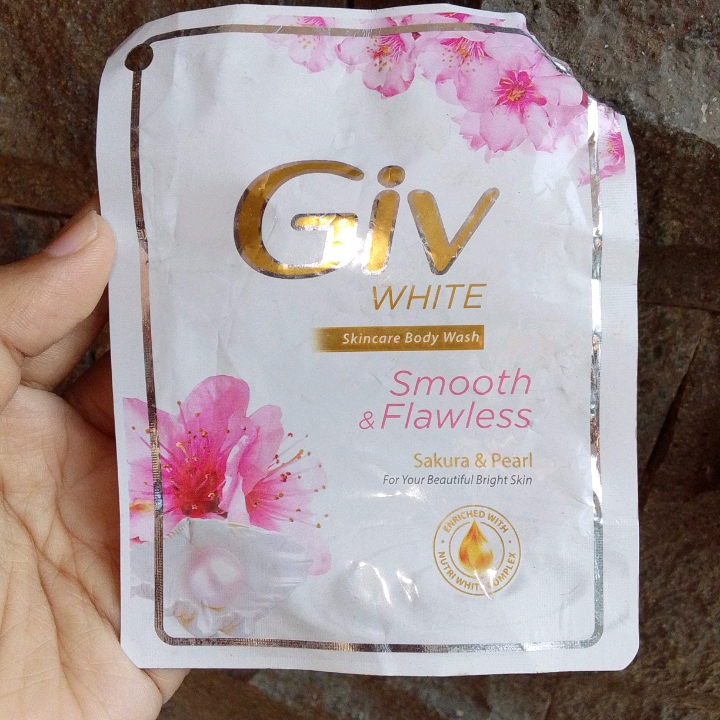 Giv
WHITE
Skincare Body Wash
Smooth
& Flawless
Sakura & Pearl
For Your Beautiful Bright Skin
ENRICHED WITH
NUTRI WHITE COMPLEX